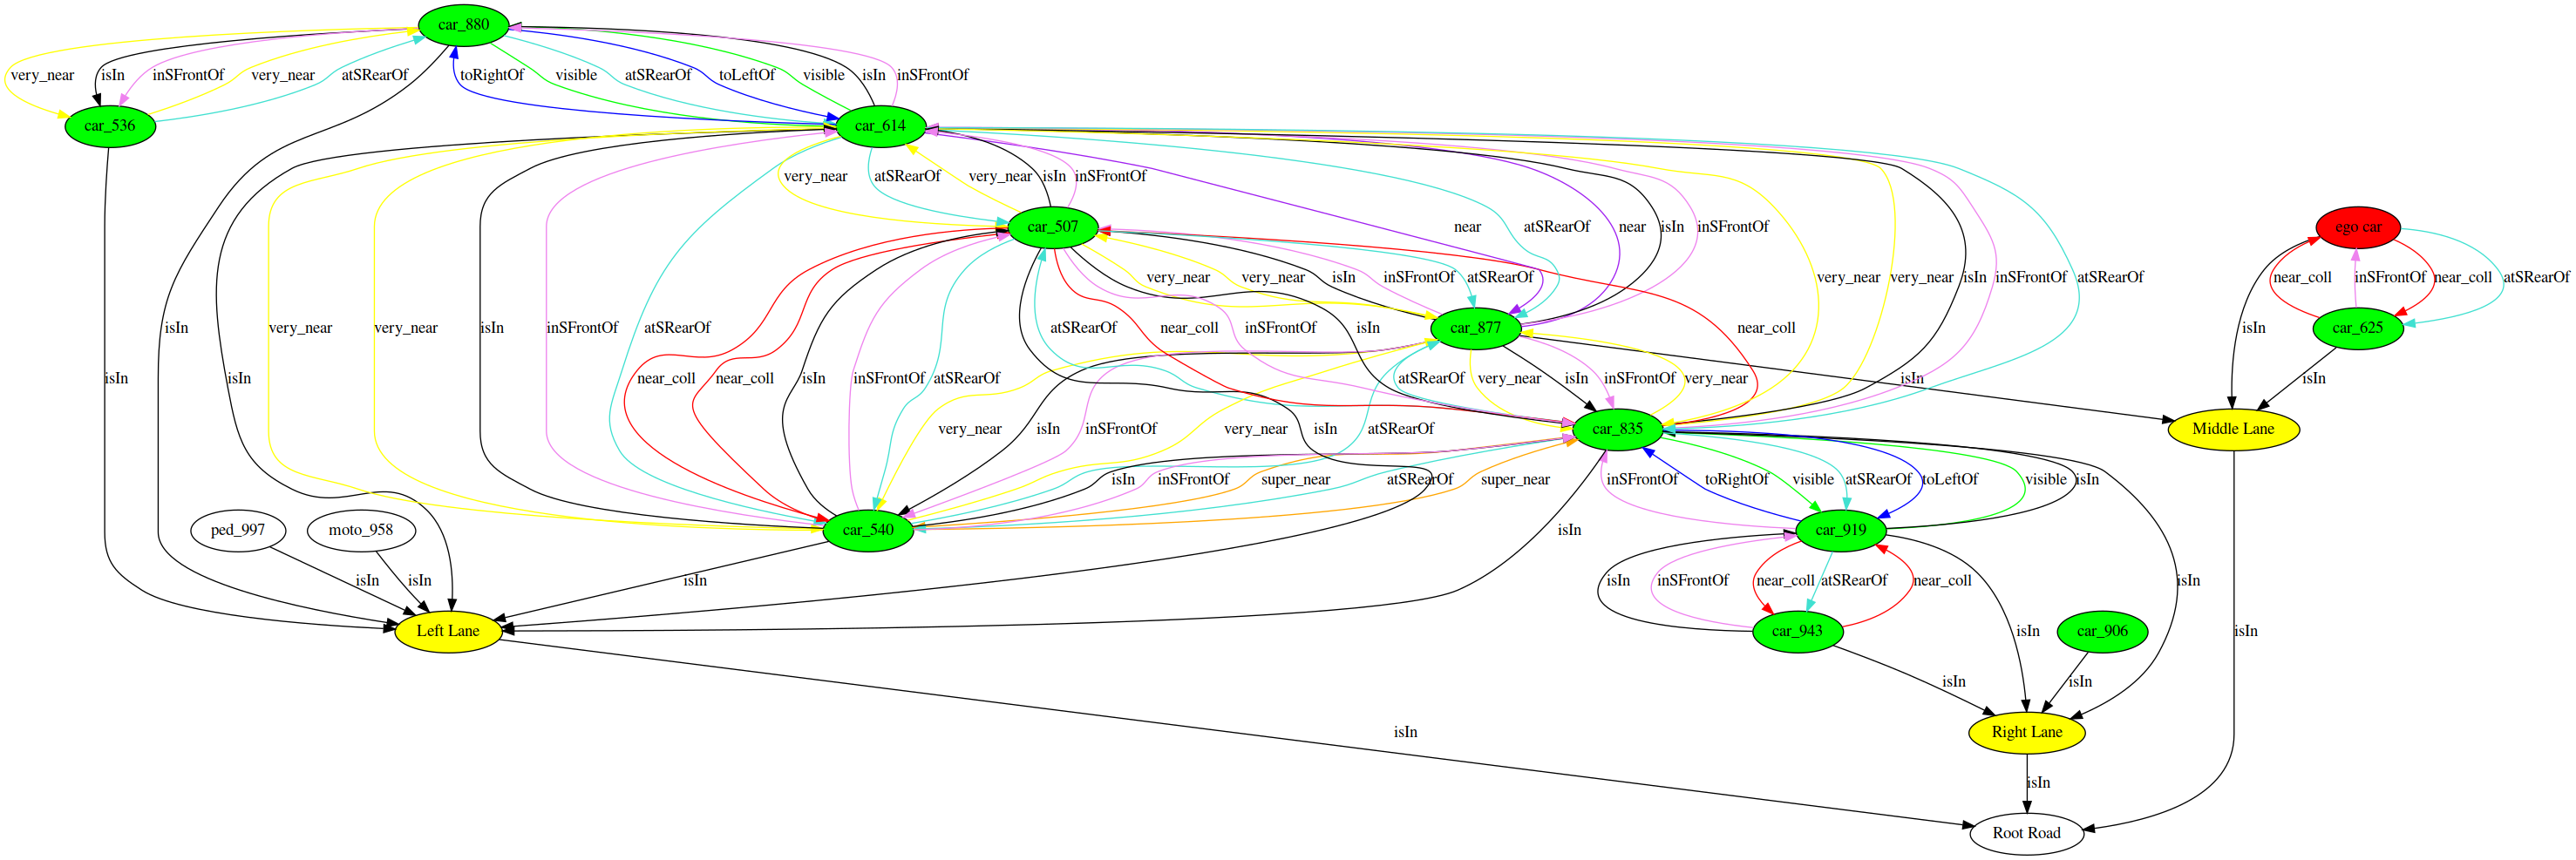 car_880
very_near isIn inSFrontOf very_near atSRearOf toRightOf visible atSRearOf toLeftOf visible isIn inSFrontOf
car_536 car_614
very_near atSRearOf very_near isIn inSFrontOf
car_507 near atSRearOf near isIn inSFrontOf ego car
very_near very_near isIn inSFrontOf atSRearOf very_near very_near isIn inSFrontOf atSRearOf near_coll inSFrontOf near_coll atSRearOf
isIn isIn very_near very_near isIn inSFrontOf atSRearOf atSRearOf near_coll inSFrontOf isIn car_877 near_coll isIn car_625
isIn isIn near_coll near_coll isIn inSFrontOf atSRearOf atSRearOf very_near isIn inSFrontOf very_near isIn isIn
very_near isIn inSFrontOf very_near isIn atSRearOf car_835 Middle Lane
isIn inSFrontOf super_near atSRearOf super_near inSFrontOf toRightOf visible atSRearOf toLeftOf visible isIn
ped_997 moto_958 car_540 isIn car_919
isIn isIn isIn isIn inSFrontOf near_coll atSRearOf near_coll isIn
Left Lane car_943 isIn car_906 isIn
isIn isIn
isIn Right Lane
isIn
Root Road